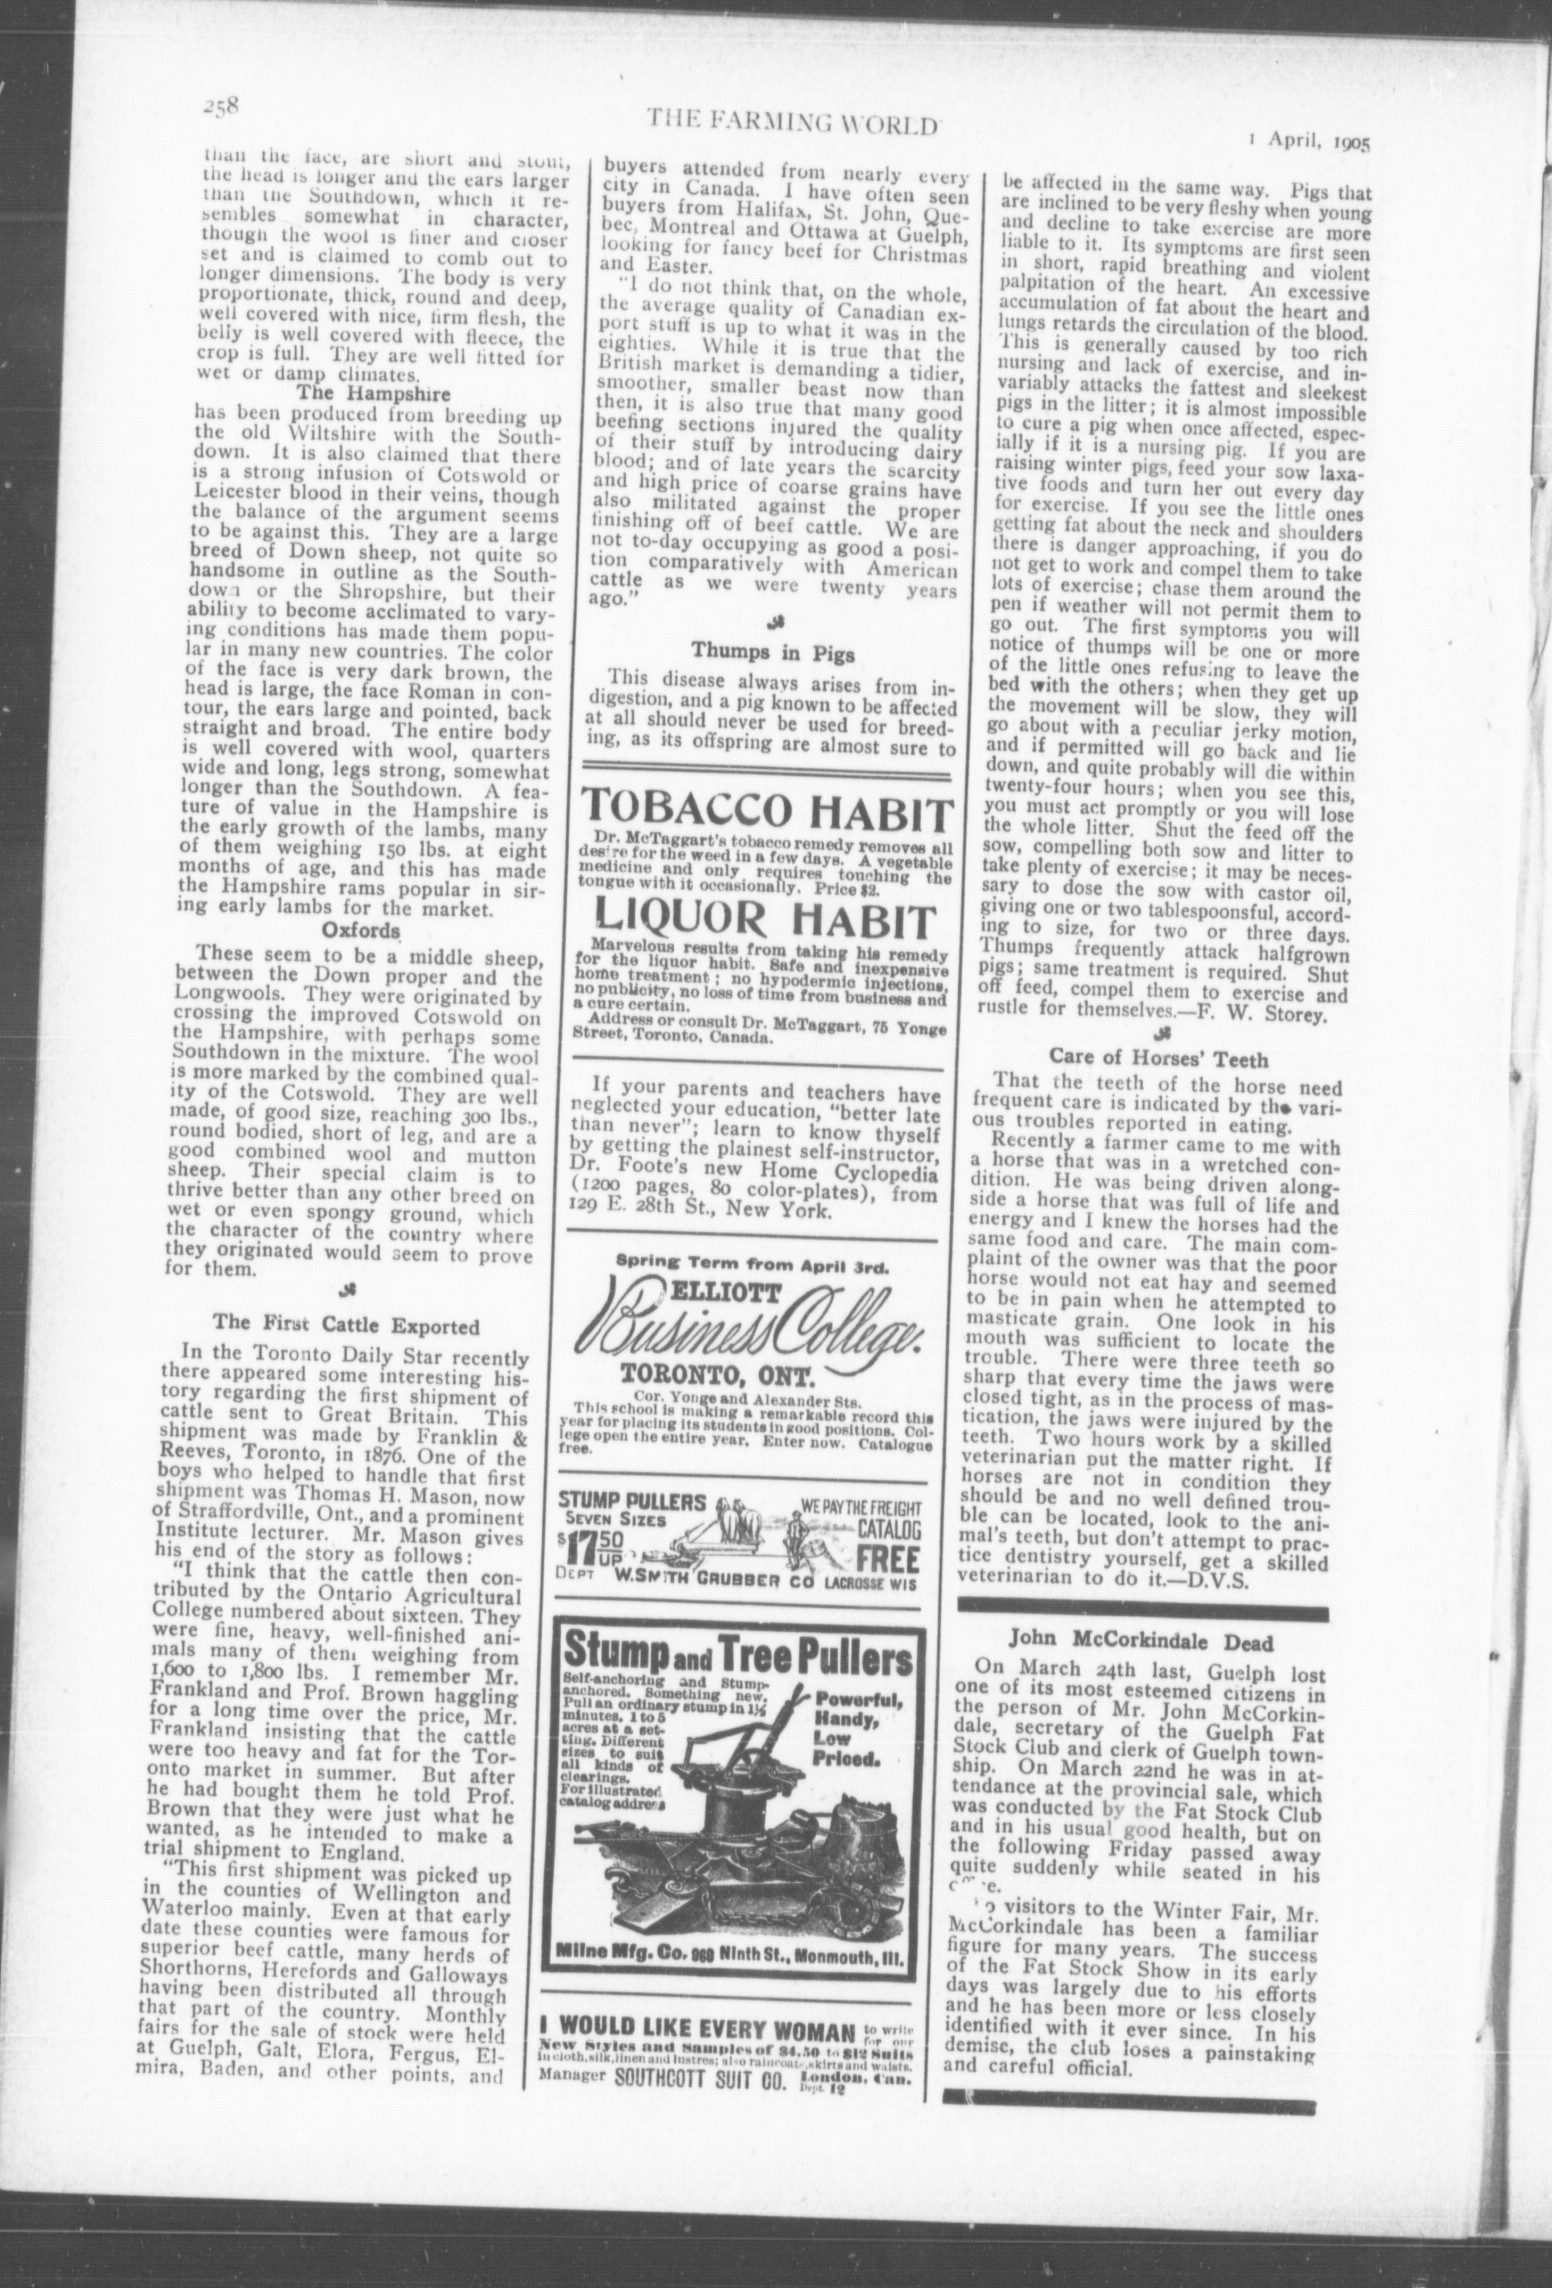 258
THE FARMING WORLD
1 April, 1905
than the face, are short and stout,
the head is longer and the ears larger
than the Southdown, which it re-
sembles somewhat in character,
though the wool is finer and closer
set and is claimed to comb out to
longer dimensions. The body is very
proportionate, thick, round and deep,
well covered with nice, firm flesh, the
belly is well covered with fleece, the
crop is full. They are well fitted for
wet or damp climates.
The Hampshire
has been produced from breeding up
the old Wiltshire with the South-
down. It is also claimed that there
is a strong infusion of Cotswold or
Leicester blood in their veins, though
the balance of the argument seems
to be against this. They are a large
breed of Down sheep, not quite so
handsome in outline as the South-
down or the Shropshire, but their
ability to become acclimated to vary-
ing conditions has made them popu-
lar in many new countries. The color
of the face is very dark brown, the
head is large, the face Roman in con-
tour, the ears large and pointed, back
straight and broad. The entire body
is well covered with wool, quarters
wide and long, legs strong, somewhat
longer than the Southdown. A fea-
ture of value in the Hampshire is
the early growth of the lambs, many
of them weighing 150 lbs. at eight
months of age, and this has made
the Hampshire rams popular in sir-
ing early lambs for the market.
Oxfords
These seem to be a middle sheep,
between the Down proper and the
Longwools. They were originated by
crossing the improved Cotswold on
the Hampshire, with perhaps some
Southdown in the mixture. The wool
is more marked by the combined qual-
ity of the Cotswold. They are well
made, of good size, reaching 300 lbs.,
round bodied, short of leg, and are a
good combined wool and mutton
sheep. Their special claim is to
thrive better than any other breed on
wet or even spongy ground, which
the character of the country where
they originated would seem to prove
for them.
The First Cattle Exported
In the Toronto Daily Star recently
there appeared some interesting his-
tory regarding the first shipment of
cattle sent to Great Britain. This
shipment was made by Franklin &
Reeves, Toronto, in 1876. One of the
boys who helped to handle that first
shipment was Thomas H. Mason, now
of Straffordville, Ont., and a prominent
Institute lecturer. Mr. Mason gives
his end of the story as follows:
"I think that the cattle then con-
tributed by the Ontario Agricultural
College numbered about sixteen. They
were fine, heavy, well-finished ani-
mals many of them weighing from
1,600 to 1,800 lbs. I remember Mr.
Frankland and Prof. Brown haggling
for a long time over the price, Mr.
Frankland insisting that the cattle
were too heavy and fat for the Tor-
onto market in summer. But after
he had bought them he told Prof.
Brown that they were just what he
wanted, as he intended to make a
trial shipment to England.
"This first shipment was picked up
in the counties of Wellington and
Waterloo mainly. Even at that early
date these counties were famous for
superior beef cattle, many herds of
Shorthorns, Herefords and Galloways
having been distributed all through
that part of the country. Monthly
fairs for the sale of stock were held
at Guelph, Galt, Elora, Fergus, El-
mira, Baden, and other points, and
buyers attended from nearly every
city in Canada. I have often seen
buyers from Halifax, St. John, Que-
bec, Montreal and Ottawa at Guelph,
looking for fancy beef for Christmas
and Easter.
"I do not think that, on the whole,
the average quality of Canadian ex-
port stuff is up to what it was in the
eighties. While it is true that the
British market is demanding a tidier,
smoother, smaller beast now than
then, it is also true that many good
beefing sections injured the quality
of their stuff by introducing dairy
blood; and of late years the scarcity
and high price of coarse grains have
also militated against the proper
finishing off of beef cattle. We are
not to-day occupying as good a posi-
tion comparatively with American
cattle as we were twenty years
ago."
Thumps in Pigs
This disease always arises from in-
digestion, and a pig known to be affected
at all should never be used for breed-
ing, as its offspring are almost sure to
TOBACCO HABIT
Dr. McTaggart's tobacco remedy removes all
desire for the weed in a few days. A vegetable
medicine and only requires touching the
tongue with it occasionally. Price $2.
LIQUOR HABIT
Marvelous results from taking his remedy
for the liquor habit. Safe and inexpensive
home treatment; no hypodermic injections,
no publicity, no loss of time from business and
a cure certain.
Address or consult Dr. McTaggart, 75 Yonge
Street, Toronto, Canada.
If your parents and teachers have
neglected your education, "better late
than never"; learn to know thyself
by getting the plainest self-instructor,
Dr. Foote's new Home Cyclopedia
(1200 pages, 80 color-plates), from
129 E. 28th St., New York.
Spring Term from April 3rd.
ELLIOTT
Business College.
TORONTO, ONT.
Cor. Yonge and Alexander Sts.
This school is making a remarkable record this
year for placing its students in good positions. Col-
lege open the entire year. Enter now. Catalogue
free.
STUMP PULLERS
SEVEN SIZES
$17 50 UP
WE PAY THE FREIGHT
CATALOG
FREE
DEPT W. SMITH GRUBBER CO LACROSSE WIS
Stump and Tree Pullers
Self-anchoring and Stump-
anchored. Something new.
Pull an ordinary stump in 1½
minutes. 1 to 5
acres at a set-
ting. Different
sizes to suit
all kinds of
clearings.
For illustrated
catalog address
Powerful,
Handy,
Low
Priced.
Milne Mfg. Co. 960 Ninth St., Monmouth, Ill.
I WOULD LIKE EVERY WOMAN to write
for our
New Styles and Samples of $4.50 to $12 Suits
in cloth, silk, linen and lustres; also raincoats, skirts and waists.
Manager SOUTHCOTT SUIT CO. London, Can.
Dept. 12
be affected in the same way. Pigs that
are inclined to be very fleshy when young
and decline to take exercise are more
liable to it. Its symptoms are first seen
in short, rapid breathing and violent
palpitation of the heart. An excessive
accumulation of fat about the heart and
lungs retards the circulation of the blood.
This is generally caused by too rich
nursing and lack of exercise, and in-
variably attacks the fattest and sleekest
pigs in the litter; it is almost impossible
to cure a pig when once affected, espec-
ially if it is a nursing pig. If you are
raising winter pigs, feed your sow laxa-
tive foods and turn her out every day
for exercise. If you see the little ones
getting fat about the neck and shoulders
there is danger approaching, if you do
not get to work and compel them to take
lots of exercise; chase them around the
pen if weather will not permit them to
go out. The first symptoms you will
notice of thumps will be one or more
of the little ones refusing to leave the
bed with the others; when they get up
the movement will be slow, they will
go about with a peculiar jerky motion,
and if permitted will go back and lie
down, and quite probably will die within
twenty-four hours; when you see this,
you must act promptly or you will lose
the whole litter. Shut the feed off the
sow, compelling both sow and litter to
take plenty of exercise; it may be neces-
sary to dose the sow with castor oil,
giving one or two tablespoonsful, accord-
ing to size, for two or three days.
Thumps frequently attack halfgrown
pigs; same treatment is required. Shut
off feed, compel them to exercise and
rustle for themselves.—F. W. Storey.
Care of Horses' Teeth
That the teeth of the horse need
frequent care is indicated by the vari-
ous troubles reported in eating.
Recently a farmer came to me with
a horse that was in a wretched con-
dition. He was being driven along-
side a horse that was full of life and
energy and I knew the horses had the
same food and care. The main com-
plaint of the owner was that the poor
horse would not eat hay and seemed
to be in pain when he attempted to
masticate grain. One look in his
mouth was sufficient to locate the
trouble. There were three teeth so
sharp that every time the jaws were
closed tight, as in the process of mas-
tication, the jaws were injured by the
teeth. Two hours work by a skilled
veterinarian put the matter right. If
horses are not in condition they
should be and no well defined trou-
ble can be located, look to the ani-
mal's teeth, but don't attempt to prac-
tice dentistry yourself, get a skilled
veterinarian to do it.—D.V.S.
John McCorkindale Dead
On March 24th last, Guelph lost
one of its most esteemed citizens in
the person of Mr. John McCorkin-
dale, secretary of the Guelph Fat
Stock Club and clerk of Guelph town-
ship. On March 22nd he was in at-
tendance at the provincial sale, which
was conducted by the Fat Stock Club
and in his usual good health, but on
the following Friday passed away
quite suddenly while seated in his
visitors to the Winter Fair, Mr.
McCorkindale has been a familiar
figure for many years. The success
of the Fat Stock Show in its early
days was largely due to his efforts
and he has been more or less closely
identified with it ever since. In his
demise, the club loses a painstaking
and careful official.